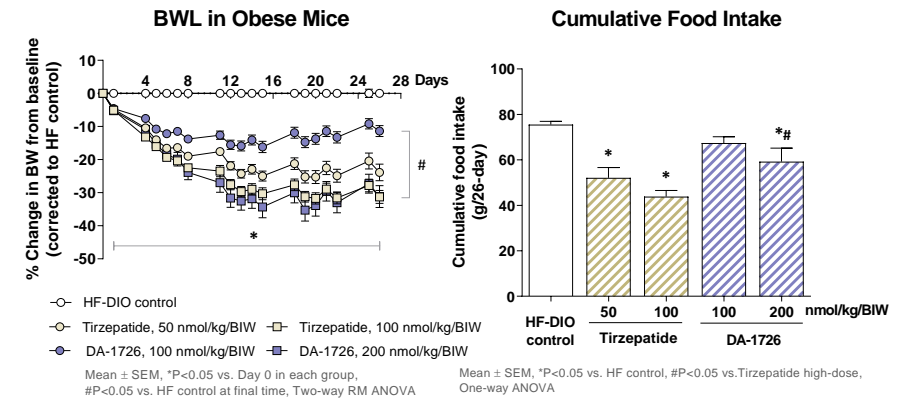 BWL in Obese Mice
% Change in BW from baseline
(corrected to HF control)
10
0
-10
-20
-30
-40
-50
4 8 12 16 20 24 28 Days
#
*
HF-DIO control
Tirzepatide, 50 nmol/kg/BIW
Tirzepatide, 100 nmol/kg/BIW
DA-1726, 100 nmol/kg/BIW
DA-1726, 200 nmol/kg/BIW
Mean ± SEM, *P<0.05 vs. Day 0 in each group,
#P<0.05 vs. HF control at final time, Two-way RM ANOVA
Cumulative Food Intake
Cumulative food intake
(g/26-day)
100
80
60
40
20
0
* * *#
HF-DIO
control
50 100 100 200 nmol/kg/BIW
Tirzepatide DA-1726
Mean ± SEM, *P<0.05 vs. HF control, #P<0.05 vs.Tirzepatide high-dose,
One-way ANOVA